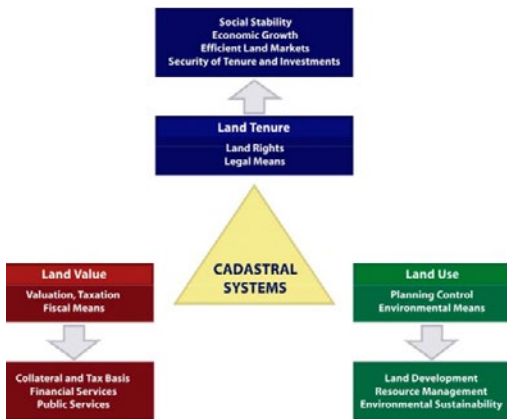 Social Stability
Economic Growth
Efficient Land Markets
Security of Tenure and Investments
Land Tenure
Land Rights
Legal Means
CADASTRAL
SYSTEMS
Land Value
Valuation, Taxation
Fiscal Means
Collateral and Tax Basis
Financial Services
Public Services
Land Use
Planning Control
Environmental Means
Land Development
Resource Management
Environmental Sustainability